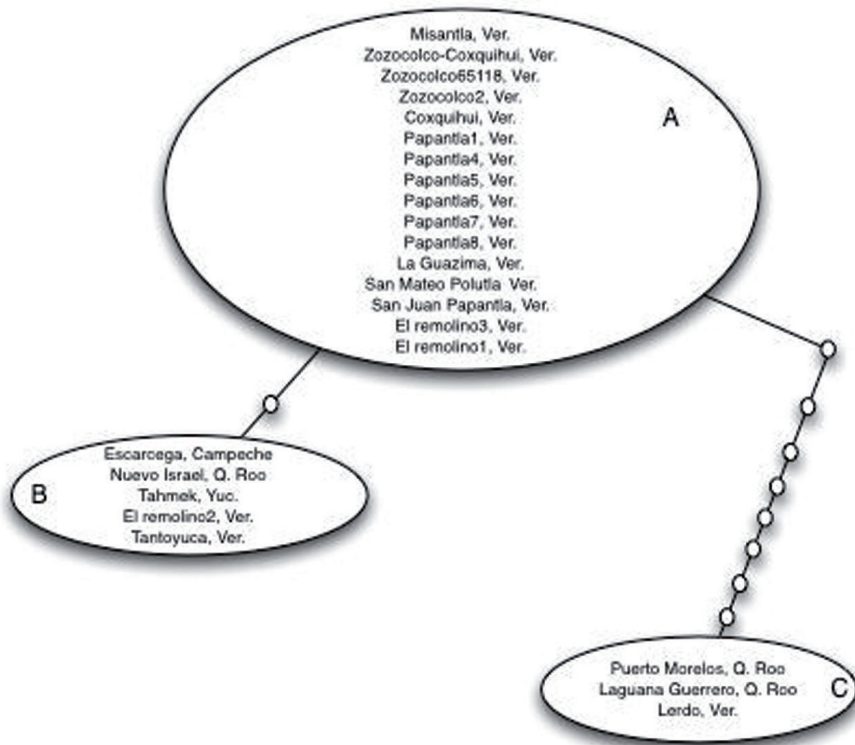 Misantla, Ver.
Zozocolco-Coxquihui, Ver.
Zozocolco65118, Ver.
Zozocolco2, Ver.
Coxquihui, Ver.
A
Papantla1, Ver.
Papantla4, Ver.
Papantla5, Ver.
Papantla6, Ver.
Papantla7, Ver.
Papantla8, Ver.
La Guazima, Ver.
San Mateo Polutla Ver.
San Juan Papantla, Ver.
El remolino3, Ver.
El remolino1, Ver.
B
Escarcega, Campeche
Nuevo Israel, Q. Roo
Tahmek, Yuc.
El remolino2, Ver.
Tantoyuca, Ver.
Puerto Morelos, Q. Roo
Laguana Guerrero, Q. Roo
C
Lerdo, Ver.